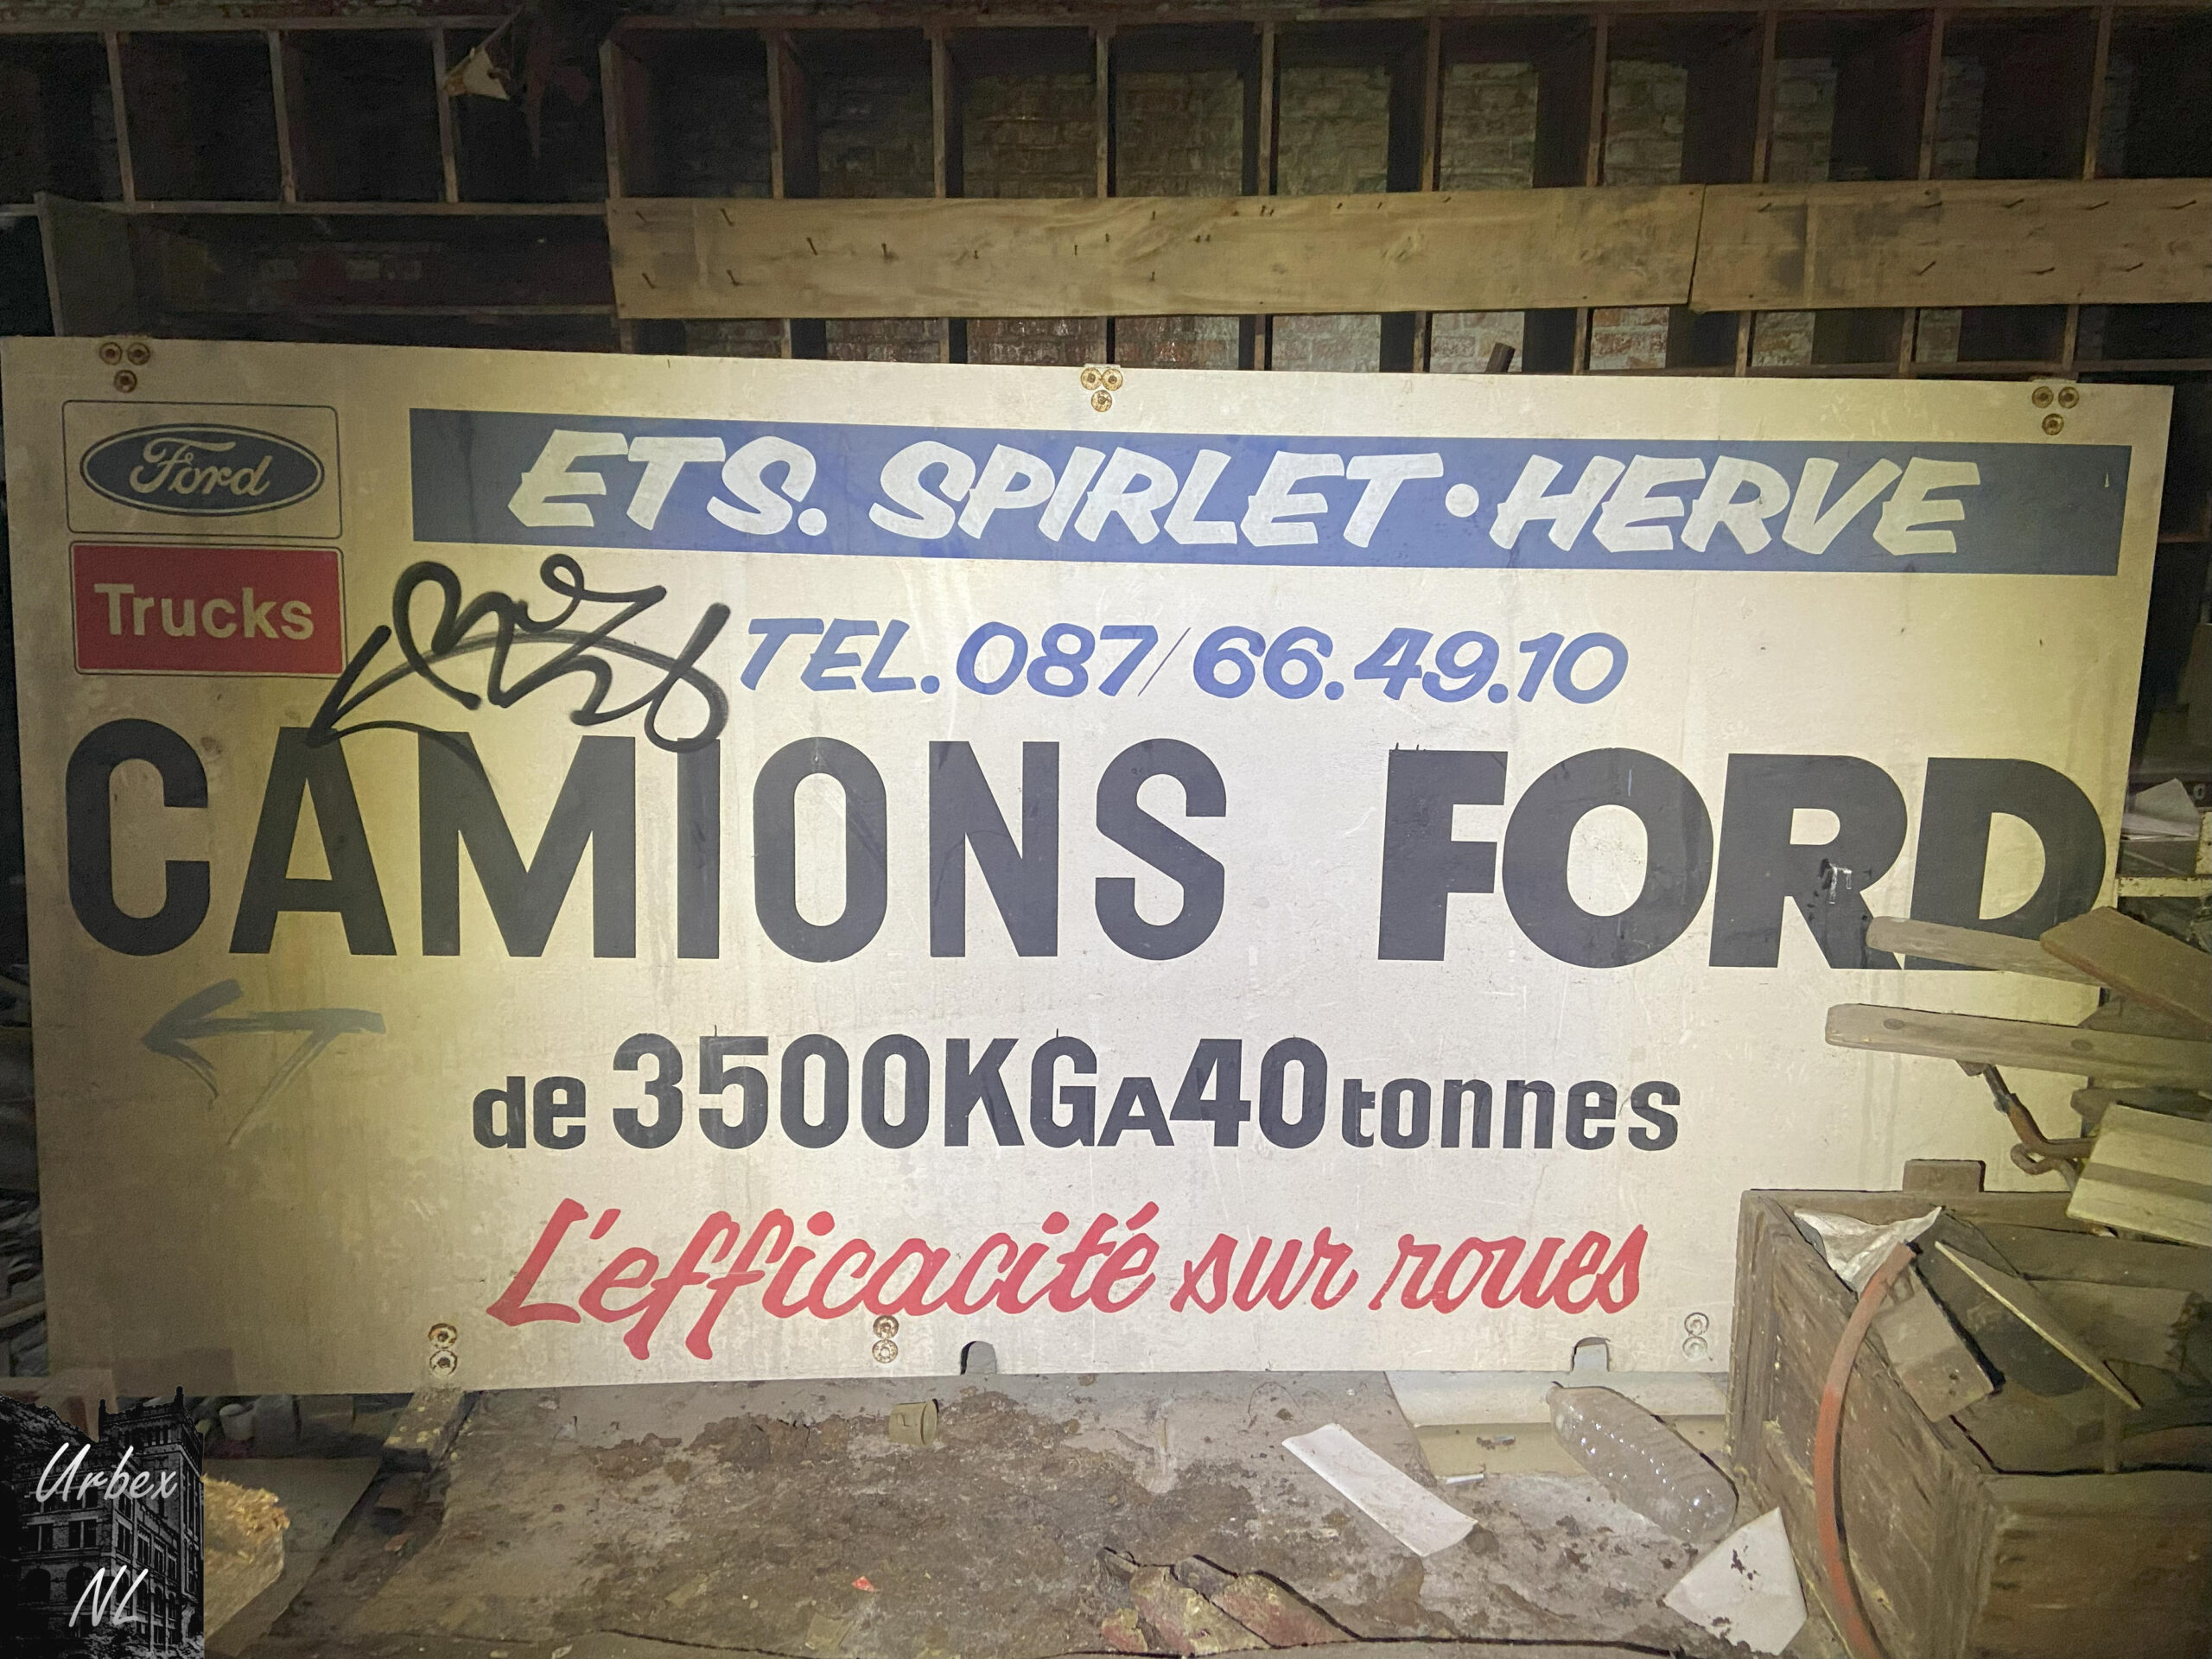 Ford
Trucks
ETS. SPIRLET · HERVE
TEL. 087/66.49.10
CAMIONS FORD
de 3500KG A 40 tonnes
L'efficacité sur roues
Urbex
NL